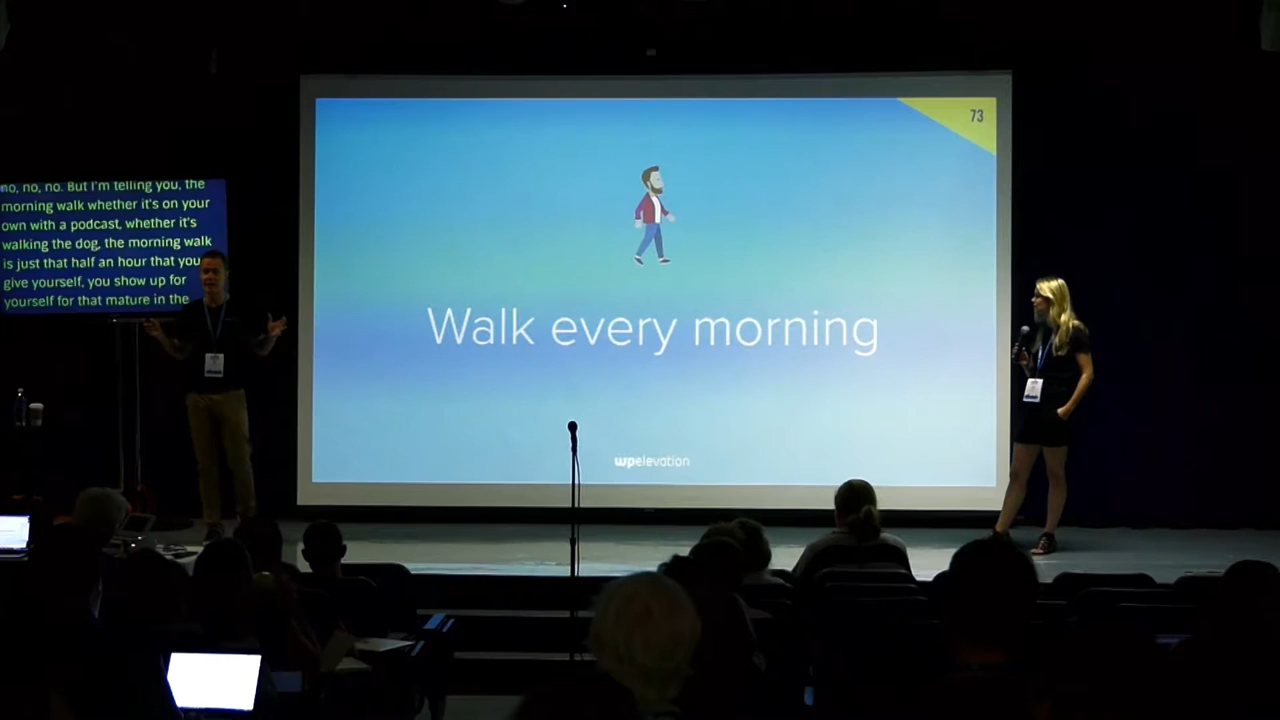 no, no, no. But I'm telling you, the
morning walk whether it's on your
own with a podcast, whether it's
walking the dog, the morning walk
is just that half an hour that you
give yourself, you show up for
yourself for that mature in the
73
Walk every morning
wpelevation